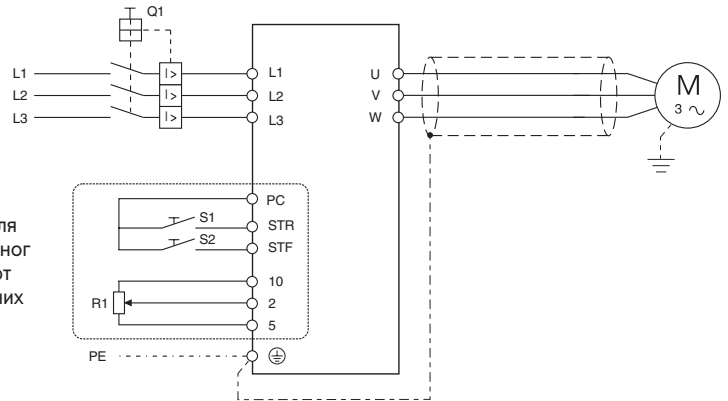 Q1
L1 I> L1 U
L2 I> L2 V
L3 I> L3 W
M
3 ∿
PC
S1 STR
S2 STF
10
R1 2
5
PE
ля
ног
от
них